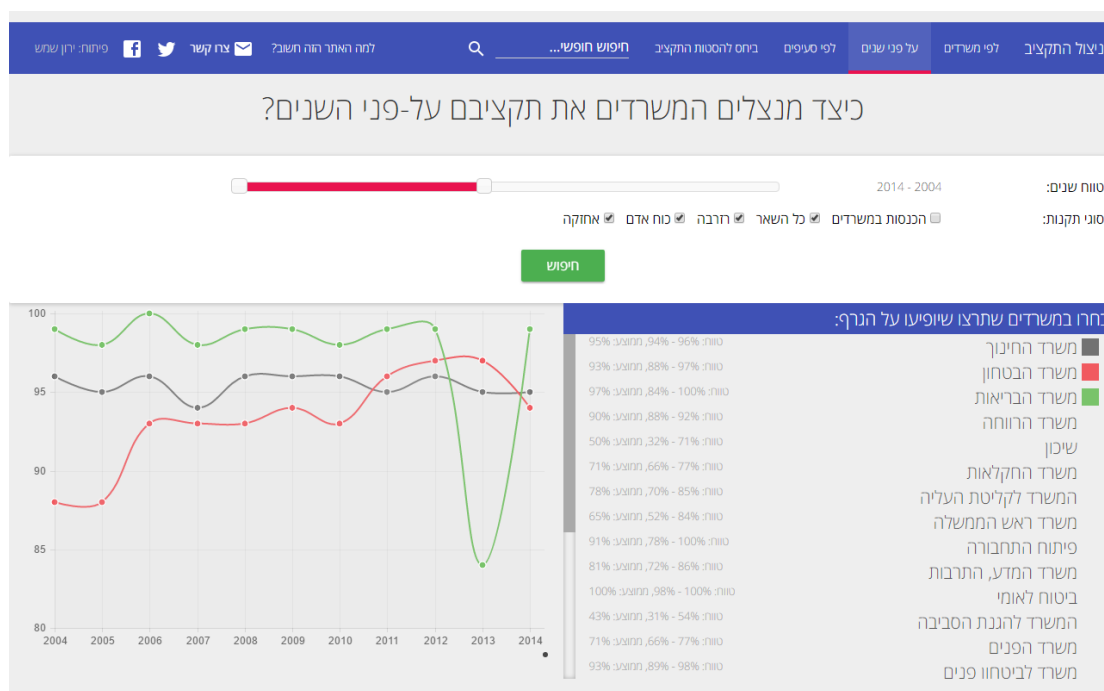 ניצול התקציב לפי משרדים על פני שנים לפי סעיפים ביחס להסטות התקציב חיפוש חופשי... למה האתר הזה חשוב? צרו קשר פיתוח: ירון שמש
כיצד מנצלים המשרדים את תקציבם על-פני השנים?
טווח שנים: 2014 - 2004
סוגי תקנות: הכנסות במשרדים כל השאר רזרבה כוח אדם אחזקה
חיפוש
בחרו במשרדים שתרצו שיופיעו על הגרף:
משרד החינוך טווח: 96% - 94%, ממוצע: 95%
משרד הבטחון טווח: 97% - 88%, ממוצע: 93%
משרד הבריאות טווח: 100% - 84%, ממוצע: 97%
משרד הרווחה טווח: 92% - 88%, ממוצע: 90%
שיכון טווח: 71% - 32%, ממוצע: 50%
משרד החקלאות טווח: 77% - 66%, ממוצע: 71%
המשרד לקליטת העליה טווח: 85% - 70%, ממוצע: 78%
משרד ראש הממשלה טווח: 84% - 52%, ממוצע: 65%
פיתוח התחבורה טווח: 100% - 78%, ממוצע: 91%
משרד המדע, התרבות טווח: 86% - 72%, ממוצע: 81%
ביטוח לאומי טווח: 100% - 98%, ממוצע: 100%
המשרד להגנת הסביבה טווח: 54% - 31%, ממוצע: 43%
משרד הפנים טווח: 77% - 66%, ממוצע: 71%
משרד לביטחון פנים טווח: 98% - 89%, ממוצע: 93%
100
95
90
85
80
2004 2005 2006 2007 2008 2009 2010 2011 2012 2013 2014